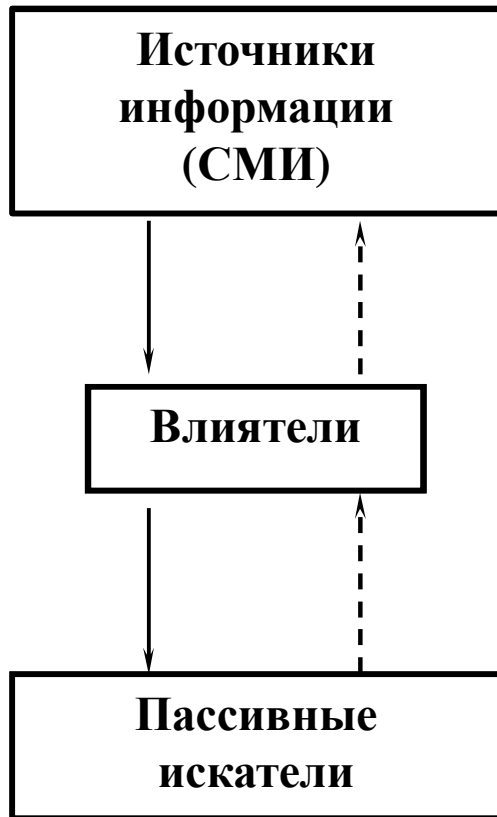 Источники
информации
(СМИ)
Влиятели
Пассивные
искатели